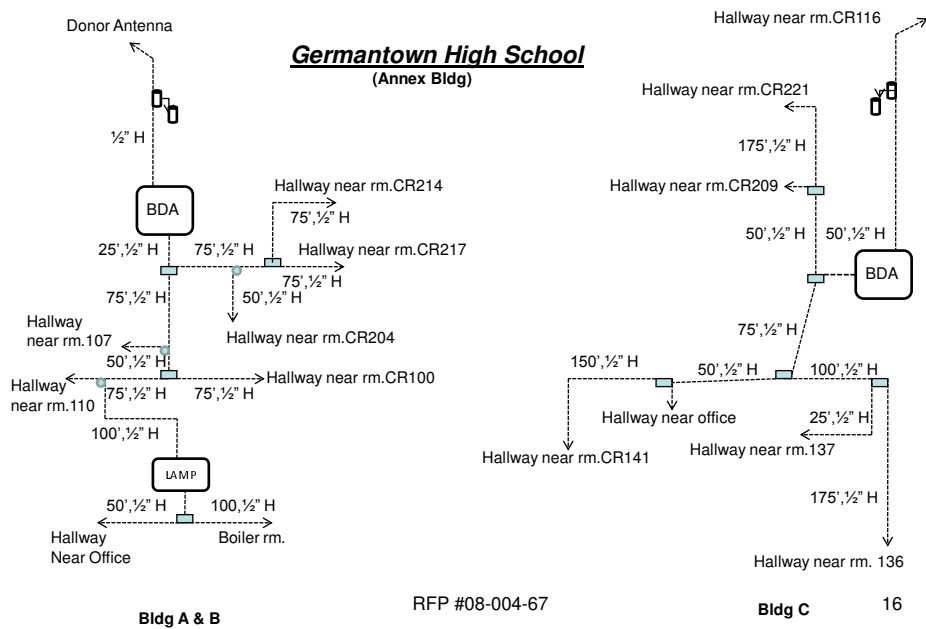 Germantown High School
(Annex Bldg)
Donor Antenna
½” H
BDA
25’,½” H
75’,½” H
Hallway near rm.CR214
75’,½” H
Hallway near rm.CR217
75’,½” H
50’,½” H
Hallway near rm.CR204
75’,½” H
Hallway
near rm.107
50’,½” H
Hallway
near rm.110
75’,½” H
75’,½” H
Hallway near rm.CR100
100’,½” H
LAMP
50’,½” H
100,½” H
Hallway
Near Office
Boiler rm.
Bldg A & B
Hallway near rm.CR116
Hallway near rm.CR221
175’,½” H
Hallway near rm.CR209
50’,½” H
50’,½” H
BDA
75’,½” H
150’,½” H
50’,½” H
100’,½” H
Hallway near office
25’,½” H
Hallway near rm.137
Hallway near rm.CR141
175’,½” H
Hallway near rm. 136
RFP #08-004-67
Bldg C
16